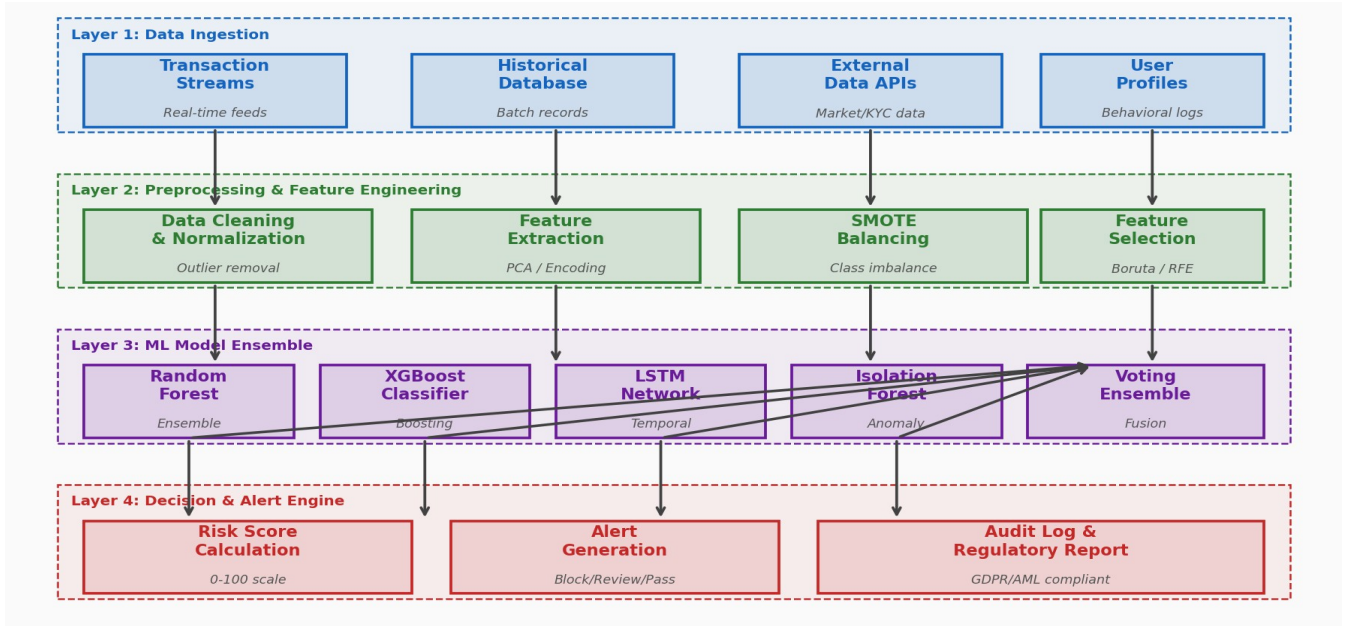 Layer 1: Data Ingestion
Transaction
Streams
Real-time feeds
Historical
Database
Batch records
External
Data APIs
Market/KYC data
User
Profiles
Behavioral logs
Layer 2: Preprocessing & Feature Engineering
Data Cleaning
& Normalization
Outlier removal
Feature
Extraction
PCA / Encoding
SMOTE
Balancing
Class imbalance
Feature
Selection
Boruta / RFE
Layer 3: ML Model Ensemble
Random
Forest
Ensemble
XGBoost
Classifier
Boosting
LSTM
Network
Temporal
Isolation
Forest
Anomaly
Voting
Ensemble
Fusion
Layer 4: Decision & Alert Engine
Risk Score
Calculation
0-100 scale
Alert
Generation
Block/Review/Pass
Audit Log &
Regulatory Report
GDPR/AML compliant